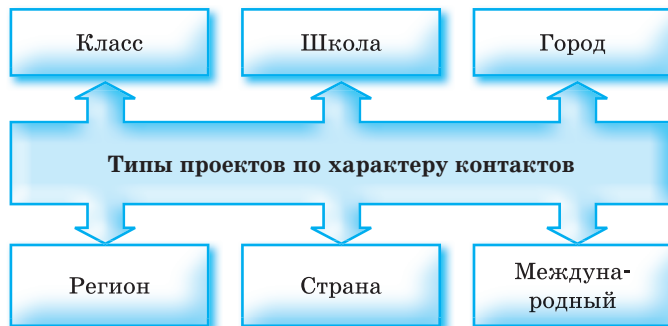 Класс
Школа
Город
Типы проектов по характеру контактов
Регион
Страна
Междуна-
родный